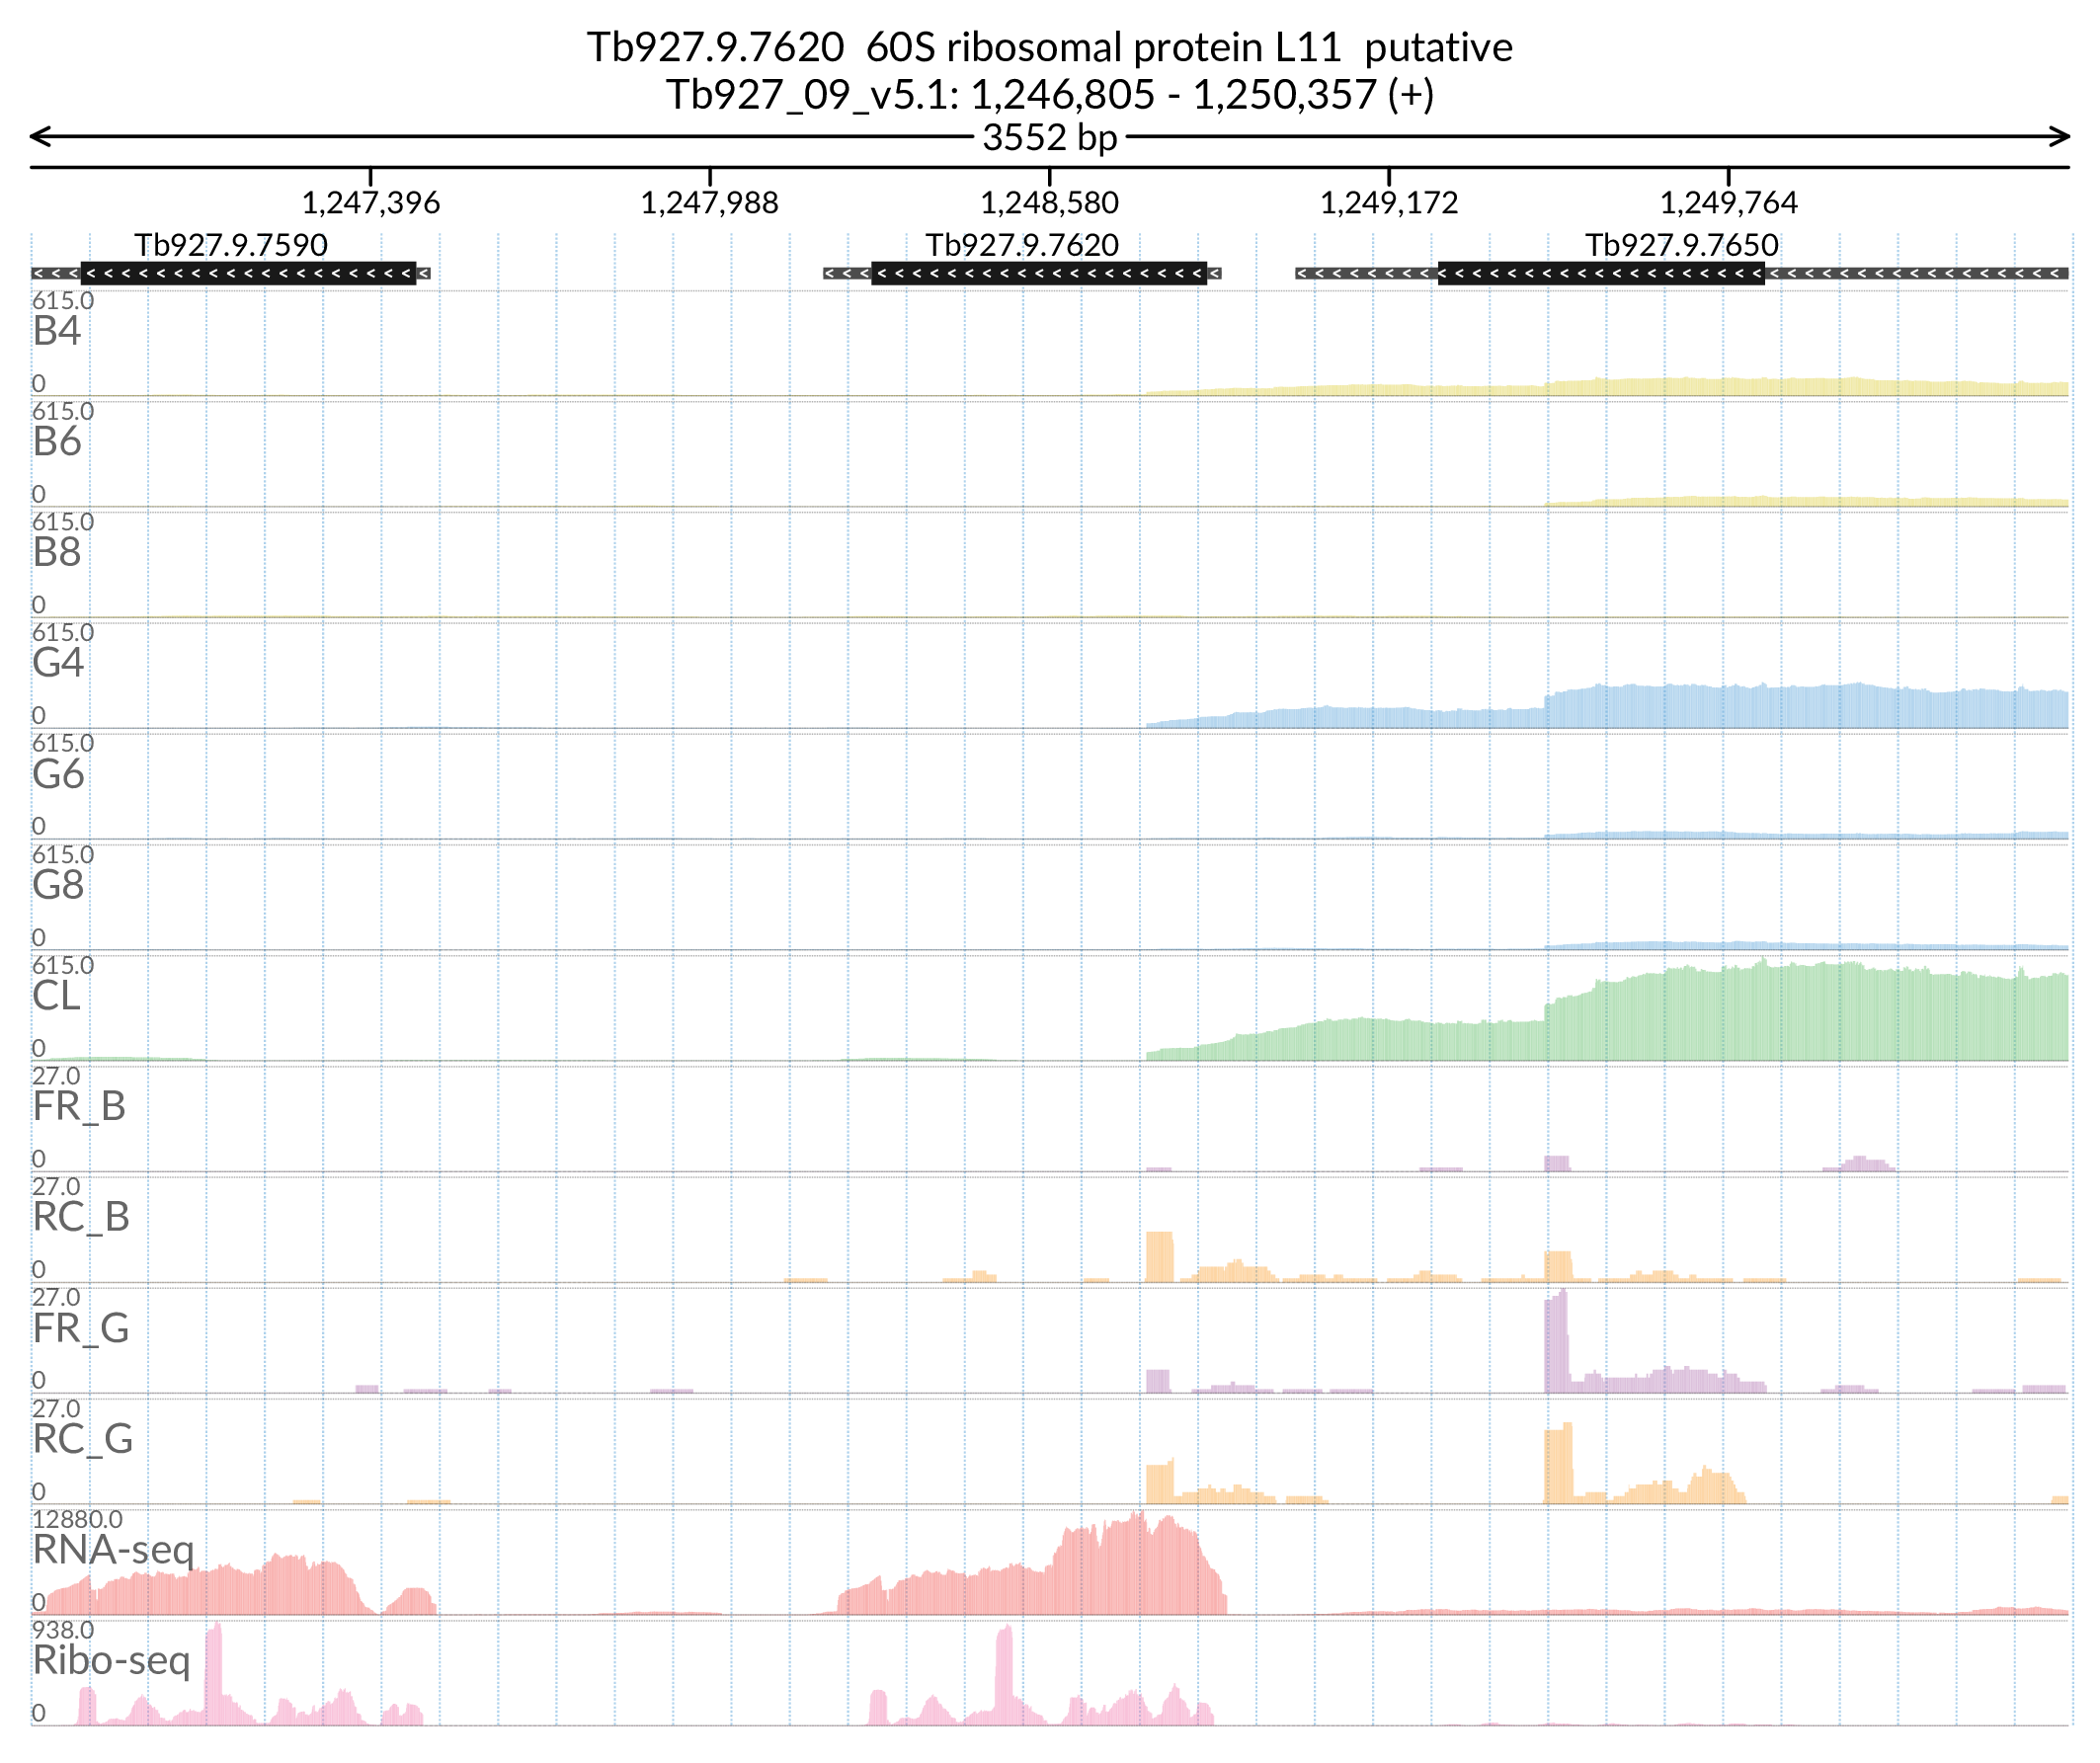 Tb927.9.7620  60S ribosomal protein L11  putative
Tb927_09_v5.1: 1,246,805 - 1,250,357 (+)
3552 bp
1,247,396 1,247,988 1,248,580 1,249,172 1,249,764
Tb927.9.7590 Tb927.9.7620 Tb927.9.7650
615.0
B4
0
615.0
B6
0
615.0
B8
0
615.0
G4
0
615.0
G6
0
615.0
G8
0
615.0
CL
0
27.0
FR_B
0
27.0
RC_B
0
27.0
FR_G
0
27.0
RC_G
0
12880.0
RNA-seq
0
938.0
Ribo-seq
0